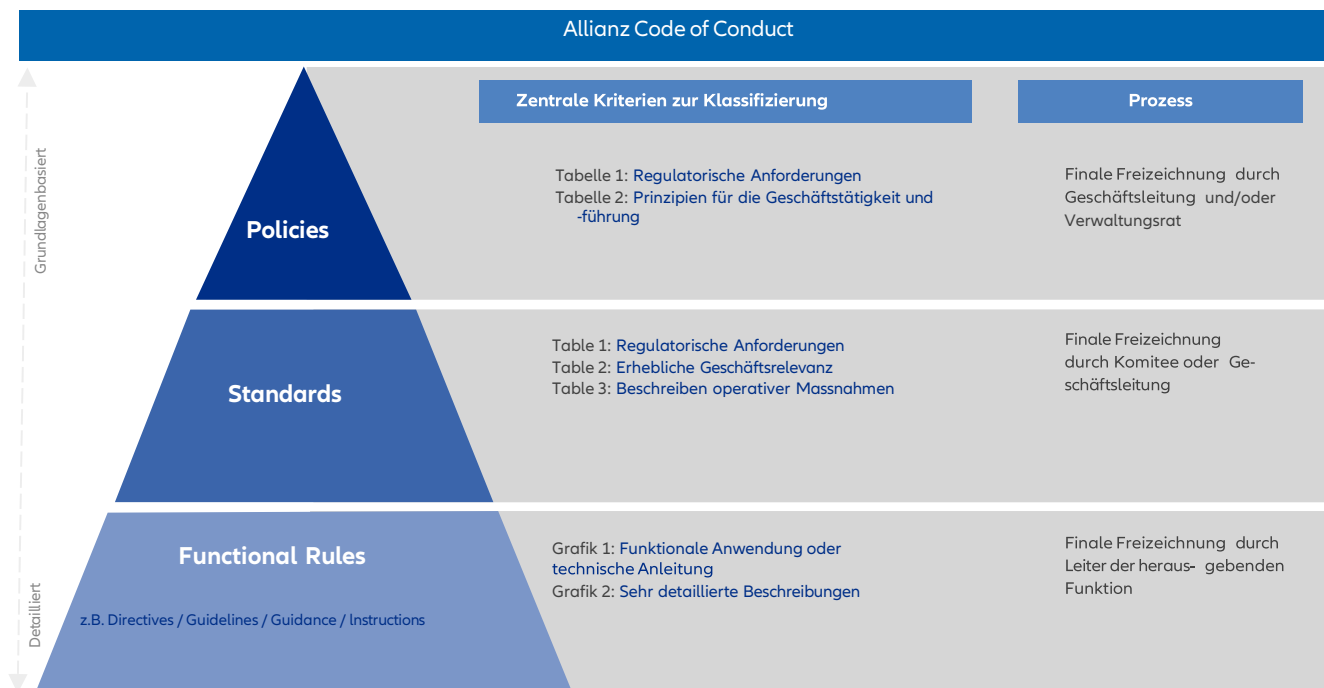 Allianz Code of Conduct
Zentrale Kriterien zur Klassifizierung
Prozess
Grundlagenbasiert
Policies
Tabelle 1: Regulatorische Anforderungen
Tabelle 2: Prinzipien für die Geschäftstätigkeit und
-führung
Finale Freizeichnung durch
Geschäftsleitung und/oder
Verwaltungsrat
Standards
Table 1: Regulatorische Anforderungen
Table 2: Erhebliche Geschäftsrelevanz
Table 3: Beschreiben operativer Massnahmen
Finale Freizeichnung
durch Komitee oder Ge-
schäftsleitung
Detailliert
Functional Rules
z.B. Directives / Guidelines / Guidance / Instructions
Grafik 1: Funktionale Anwendung oder
technische Anleitung
Grafik 2: Sehr detaillierte Beschreibungen
Finale Freizeichnung durch
Leiter der heraus- gebenden
Funktion